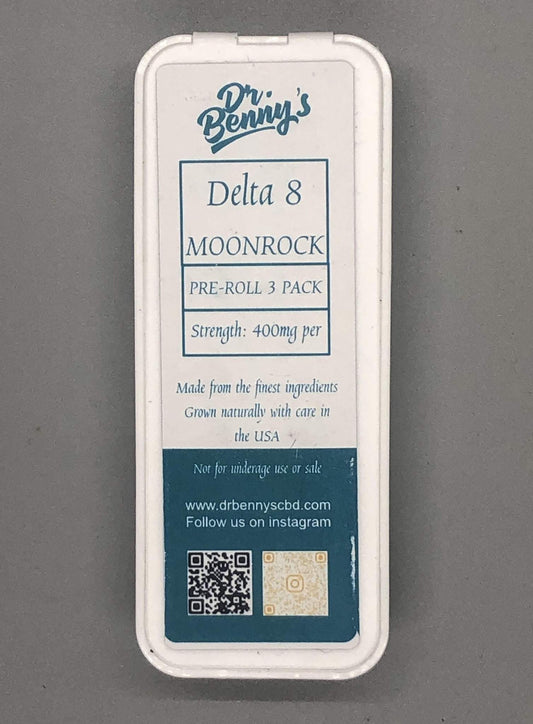 Dr.
Benny's
Delta 8
MOONROCK
PRE-ROLL 3 PACK
Strength: 400mg per
Made from the finest ingredients
Grown naturally with care in
the USA
Not for underage use or sale
www.drbennyscbd.com
Follow us on instagram